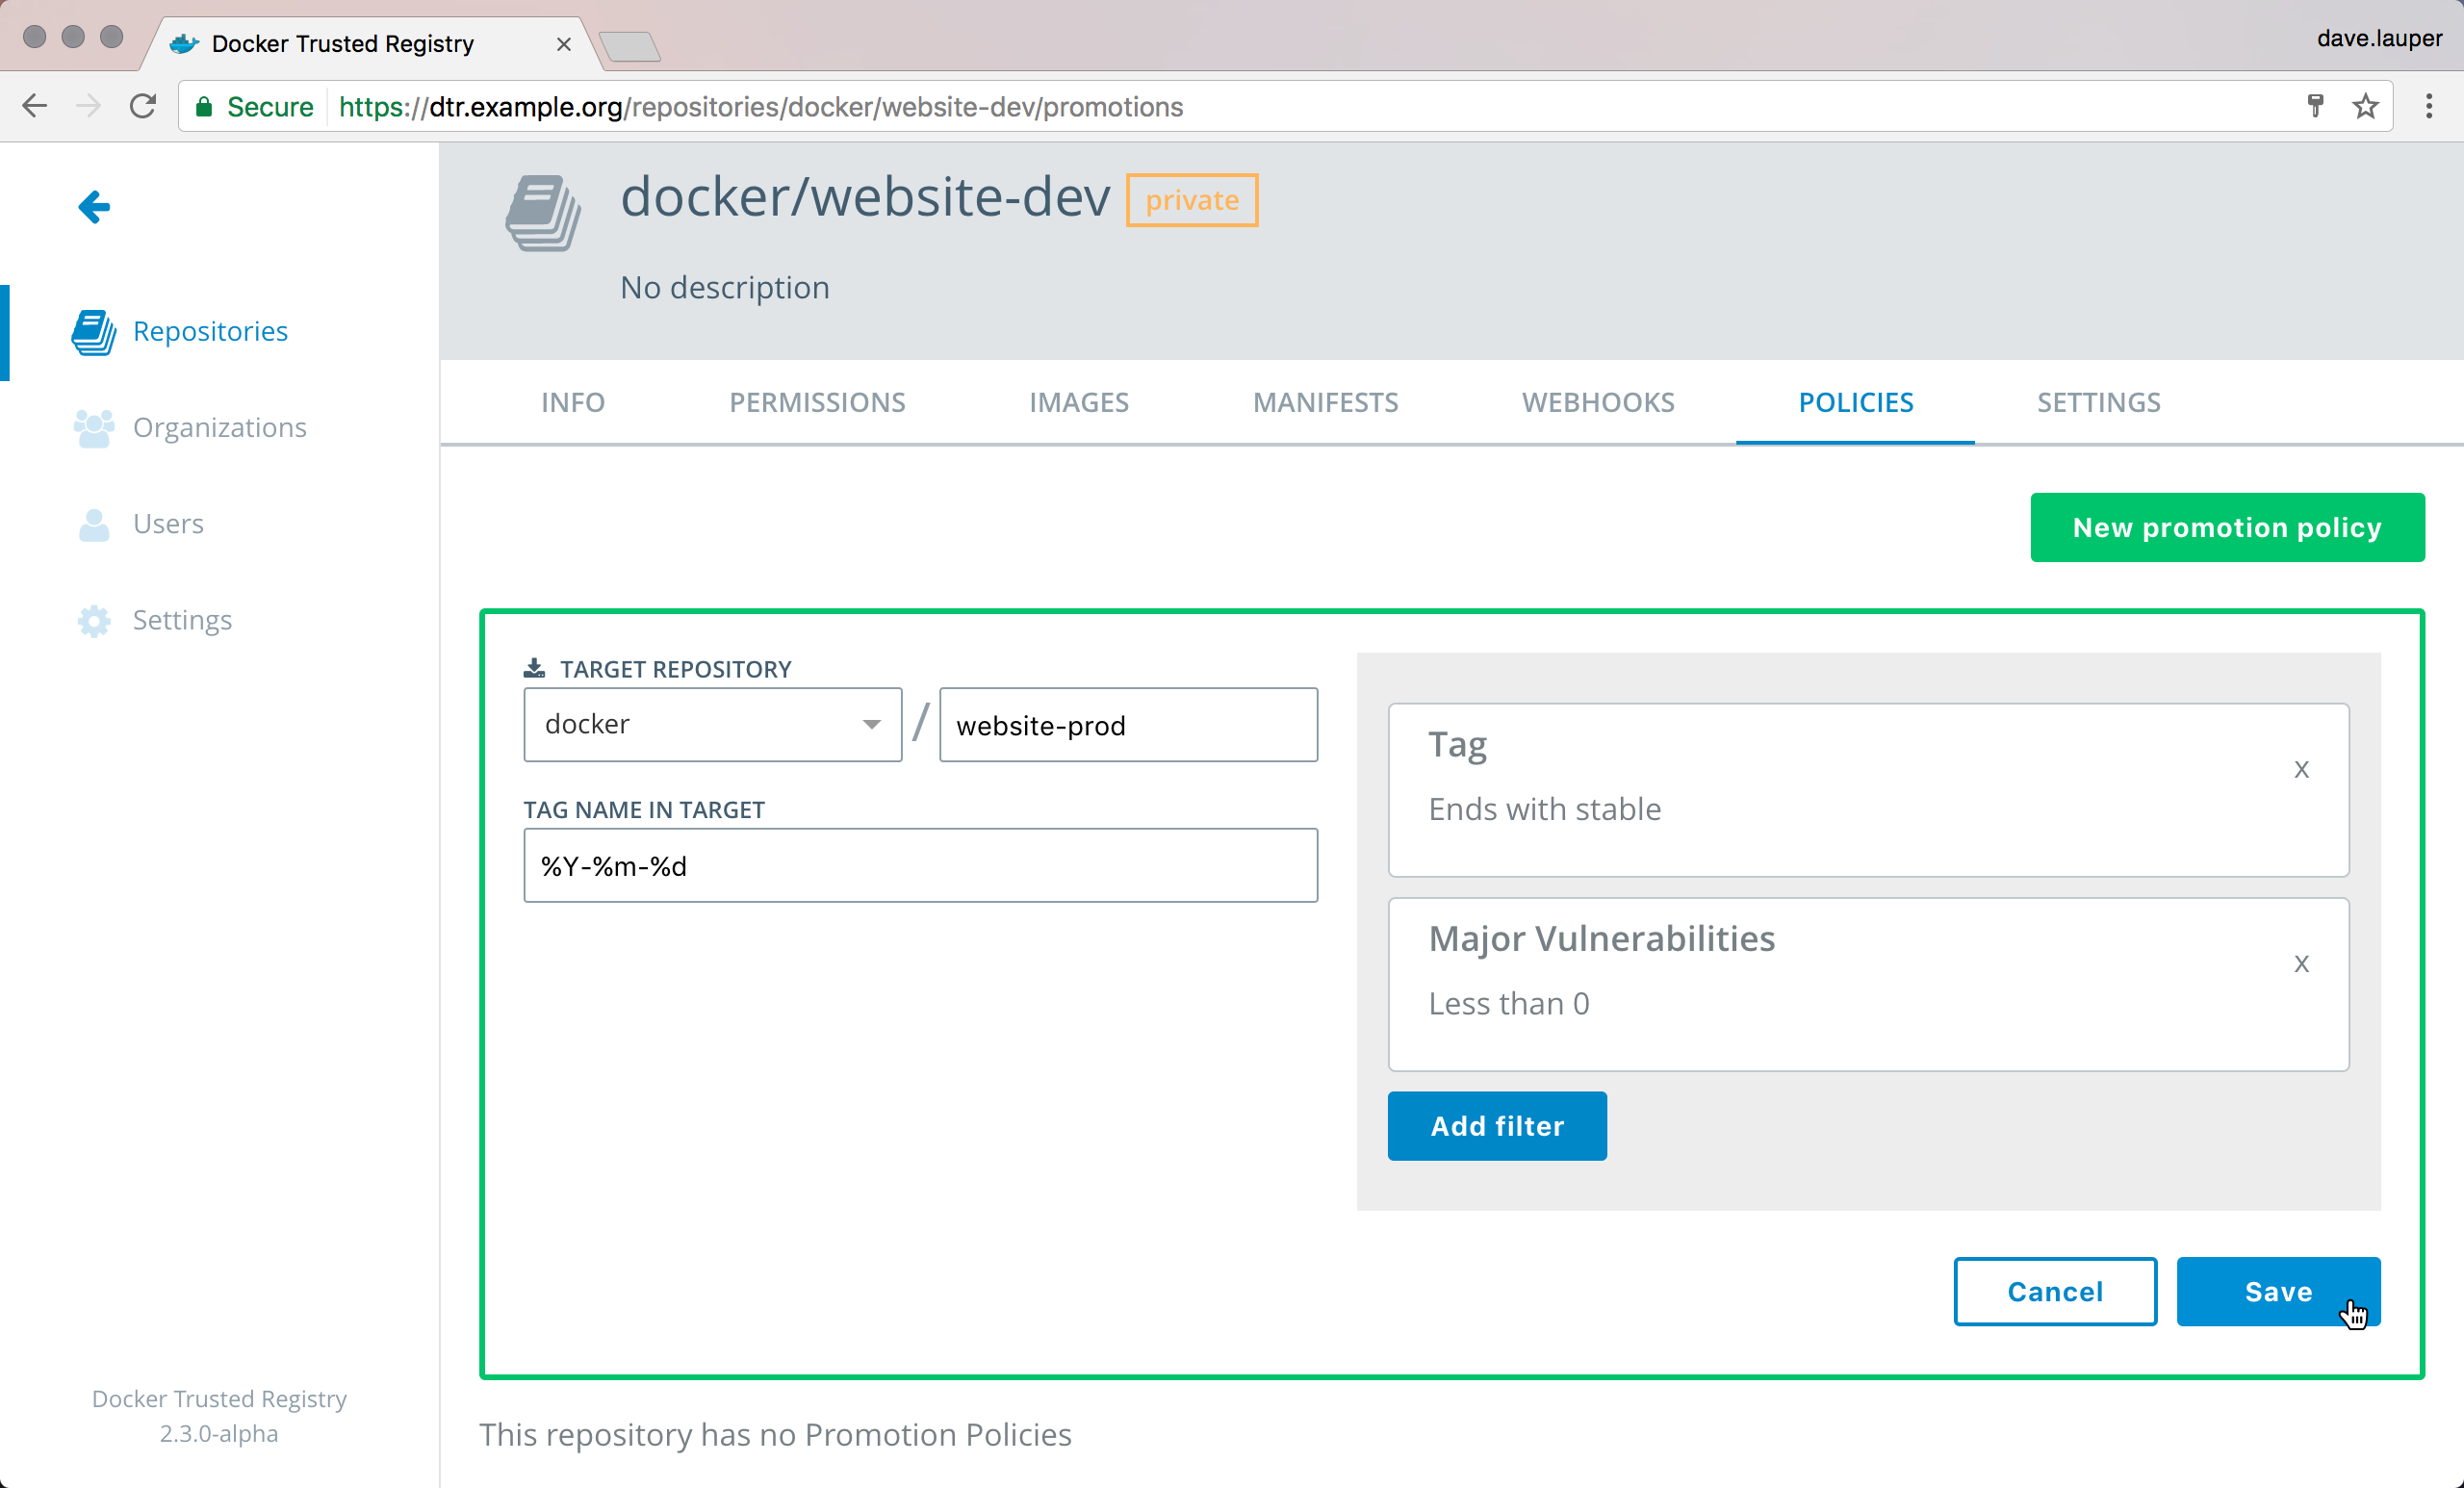 Docker Trusted Registry
dave.lauper
Secure https://dtr.example.org/repositories/docker/website-dev/promotions
docker/website-dev private
No description
Repositories
Organizations
Users
Settings
INFO PERMISSIONS IMAGES MANIFESTS WEBHOOKS POLICIES SETTINGS
New promotion policy
TARGET REPOSITORY
docker / website-prod
TAG NAME IN TARGET
%Y-%m-%d
Tag
x
Ends with stable
Major Vulnerabilities
x
Less than 0
Add filter
Cancel Save
This repository has no Promotion Policies
Docker Trusted Registry
2.3.0-alpha